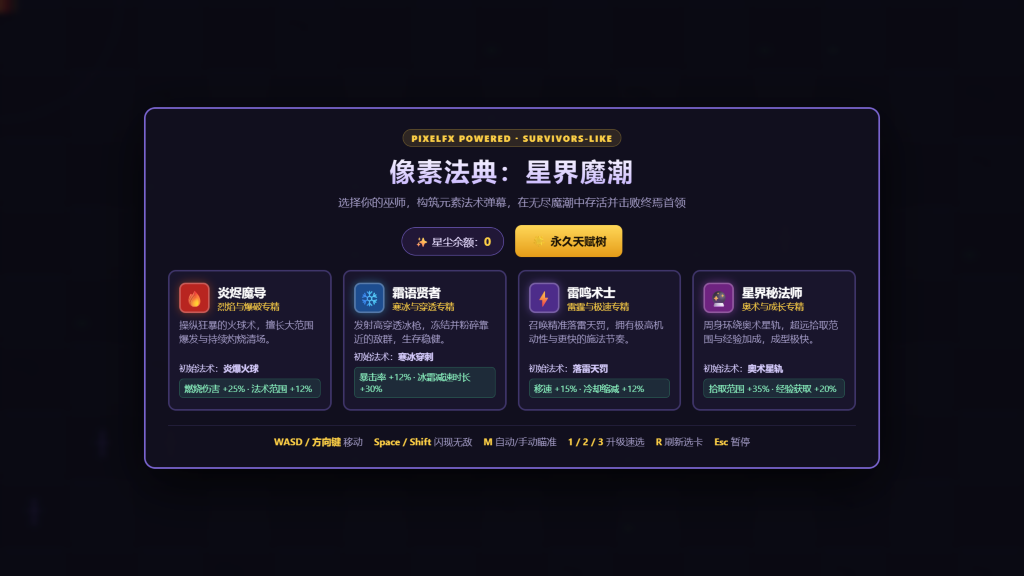 PIXELFX POWERED · SURVIVORS-LIKE
像素法典：星界魔潮
选择你的巫师，构筑元素法术弹幕，在无尽魔潮中存活并击败终焉首领
星尘余额：0
永久天赋树
炎烬魔导
烈焰与爆破专精
操纵狂暴的火球术，擅长大范围
爆发与持续灼烧清场。
初始法术：炎爆火球
燃烧伤害 +25% · 法术范围 +12%
霜语贤者
寒冰与穿透专精
发射高穿透冰枪，冻结并粉碎靠
近的敌群，生存稳健。
初始法术：寒冰穿刺
暴击率 +12% · 冰霜减速时长
+30%
雷鸣术士
雷霆与极速专精
召唤精准落雷天罚，拥有极高机
动性与更快的施法节奏。
初始法术：落雷天罚
移速 +15% · 冷却缩减 +12%
星界秘法师
奥术与成长专精
周身环绕奥术星轨，超远拾取范
围与经验加成，成型极快。
初始法术：奥术星轨
拾取范围 +35% · 经验获取 +20%
WASD / 方向键 移动 Space / Shift 闪现无敌 M 自动/手动瞄准 1 / 2 / 3 升级速选 R 刷新选卡 Esc 暂停